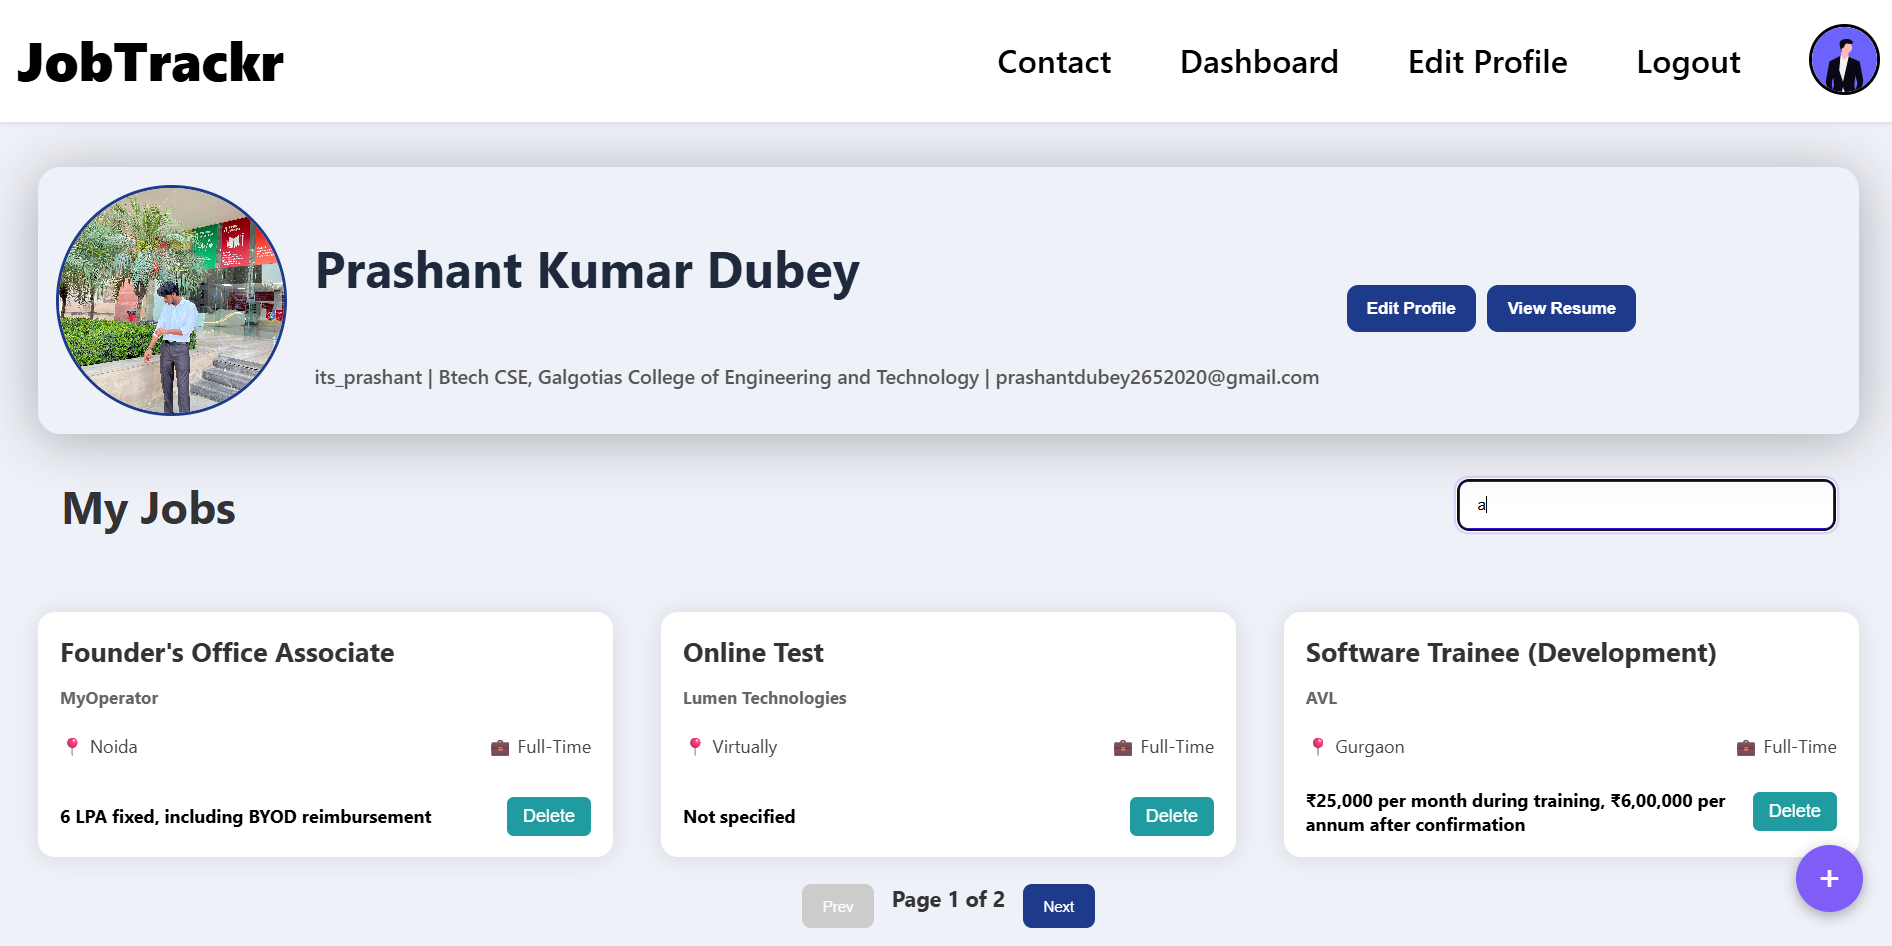 JobTrackr
Contact Dashboard Edit Profile Logout
Prashant Kumar Dubey
Edit Profile View Resume
its_prashant | Btech CSE, Galgotias College of Engineering and Technology | prashantdubey2652020@gmail.com
My Jobs
a
Founder's Office Associate
MyOperator
Noida Full-Time
6 LPA fixed, including BYOD reimbursement Delete
Online Test
Lumen Technologies
Virtually Full-Time
Not specified Delete
Software Trainee (Development)
AVL
Gurgaon Full-Time
₹25,000 per month during training, ₹6,00,000 per
annum after confirmation Delete
+
Prev Page 1 of 2 Next